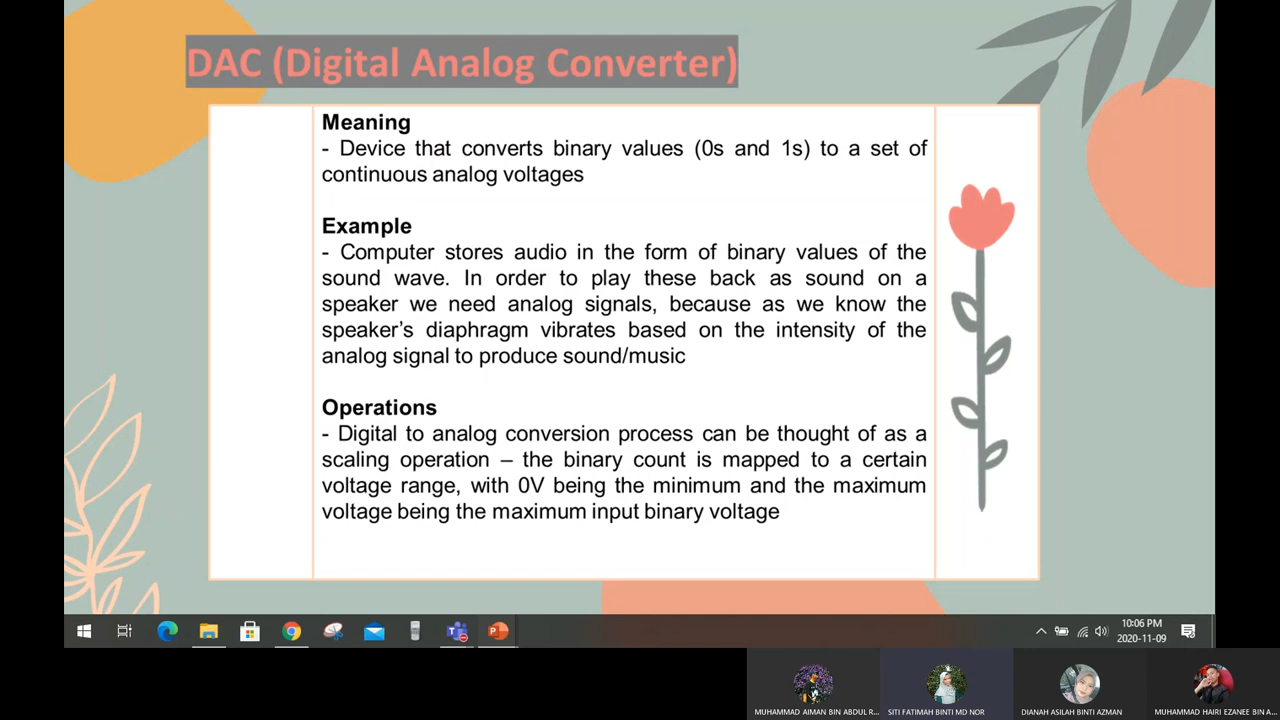 DAC (Digital Analog Converter)
Meaning
- Device that converts binary values (0s and 1s) to a set of
continuous analog voltages
Example
- Computer stores audio in the form of binary values of the
sound wave. In order to play these back as sound on a
speaker we need analog signals, because as we know the
speaker's diaphragm vibrates based on the intensity of the
analog signal to produce sound/music
Operations
- Digital to analog conversion process can be thought of as a
scaling operation – the binary count is mapped to a certain
voltage range, with 0V being the minimum and the maximum
voltage being the maximum input binary voltage
10:06 PM
2020-11-09
MUHAMMAD AIMAN BIN ABDUL R...
SITI FATIMAH BINTI MD NOR
DIANAH ASILAH BINTI AZMAN
MUHAMMAD HAIRI EZANEE BIN A...